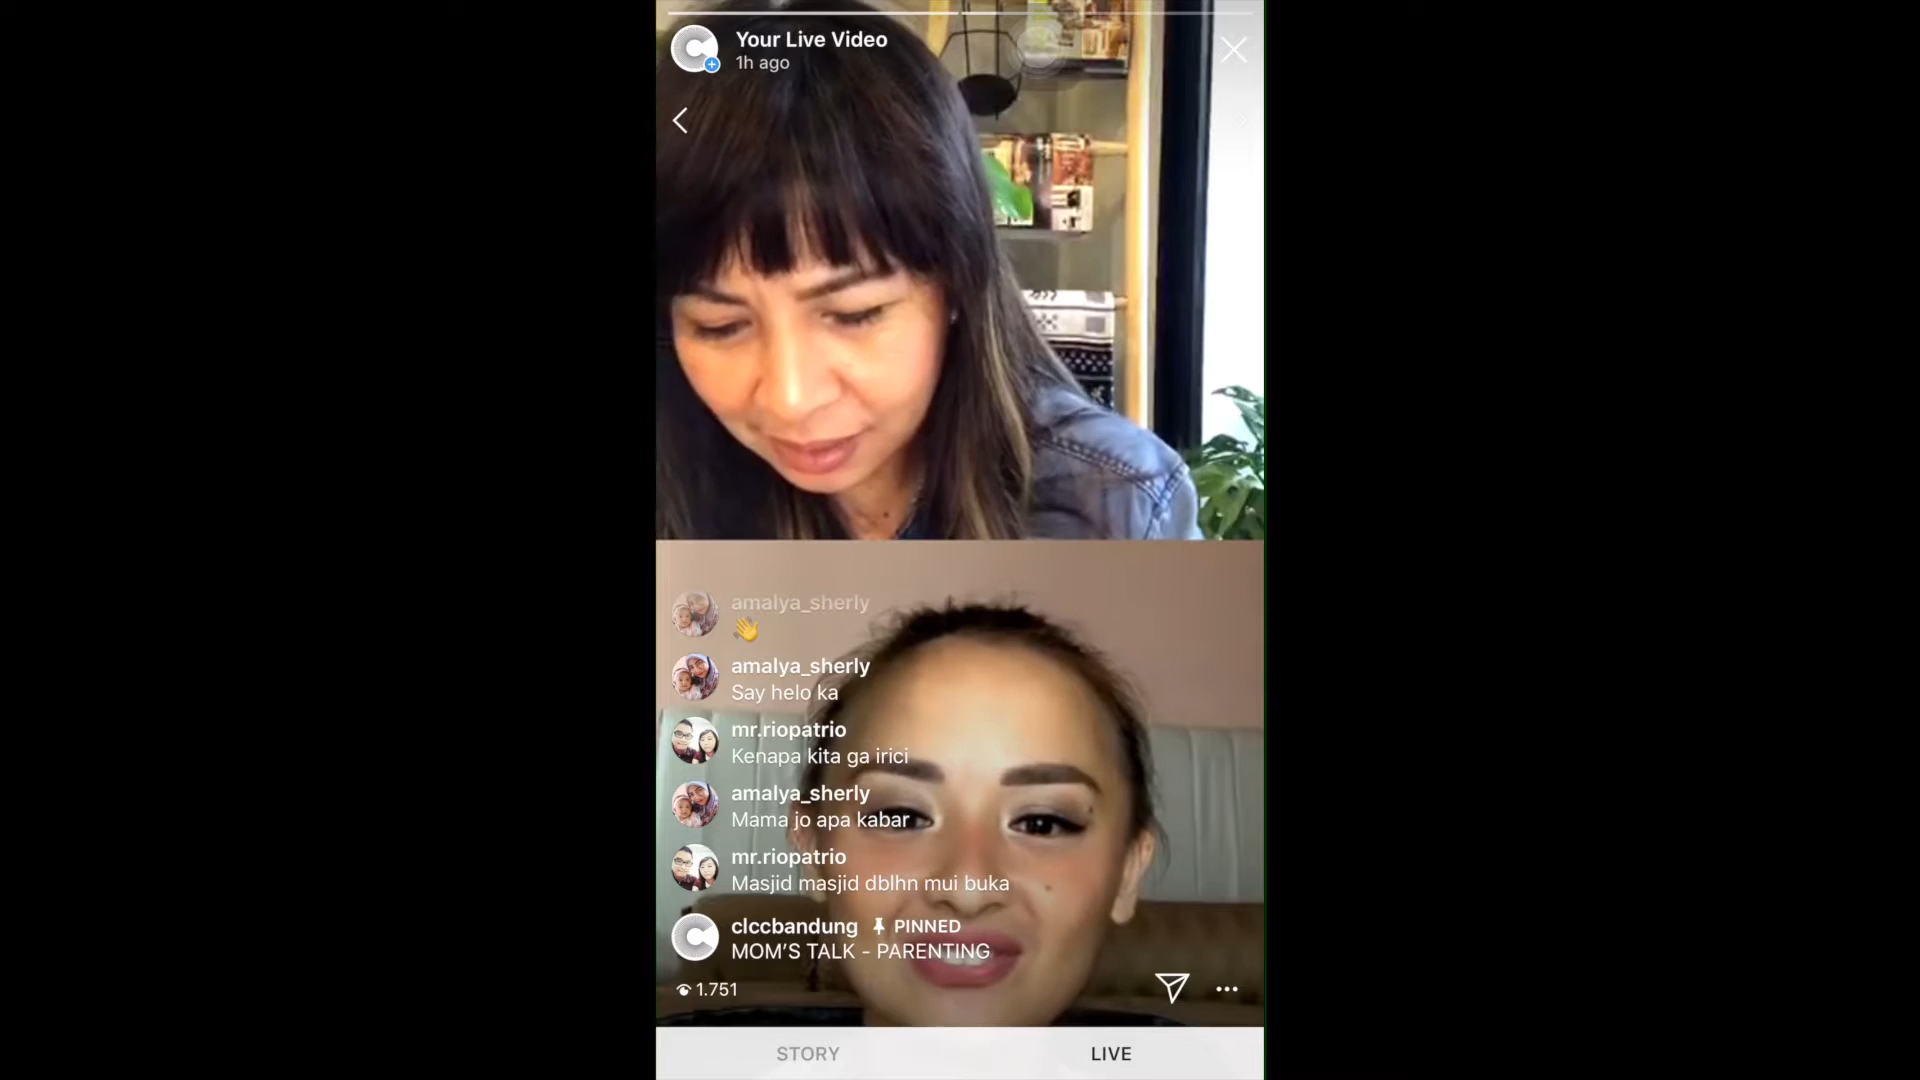 Your Live Video
1h ago
amalya_sherly
👋
amalya_sherly
Say helo ka
mr.riopatrio
Kenapa kita ga irici
amalya_sherly
Mama jo apa kabar
mr.riopatrio
Masjid masjid dblhn mui buka
clccbandung PINNED
MOM’S TALK - PARENTING
1.751
STORY LIVE